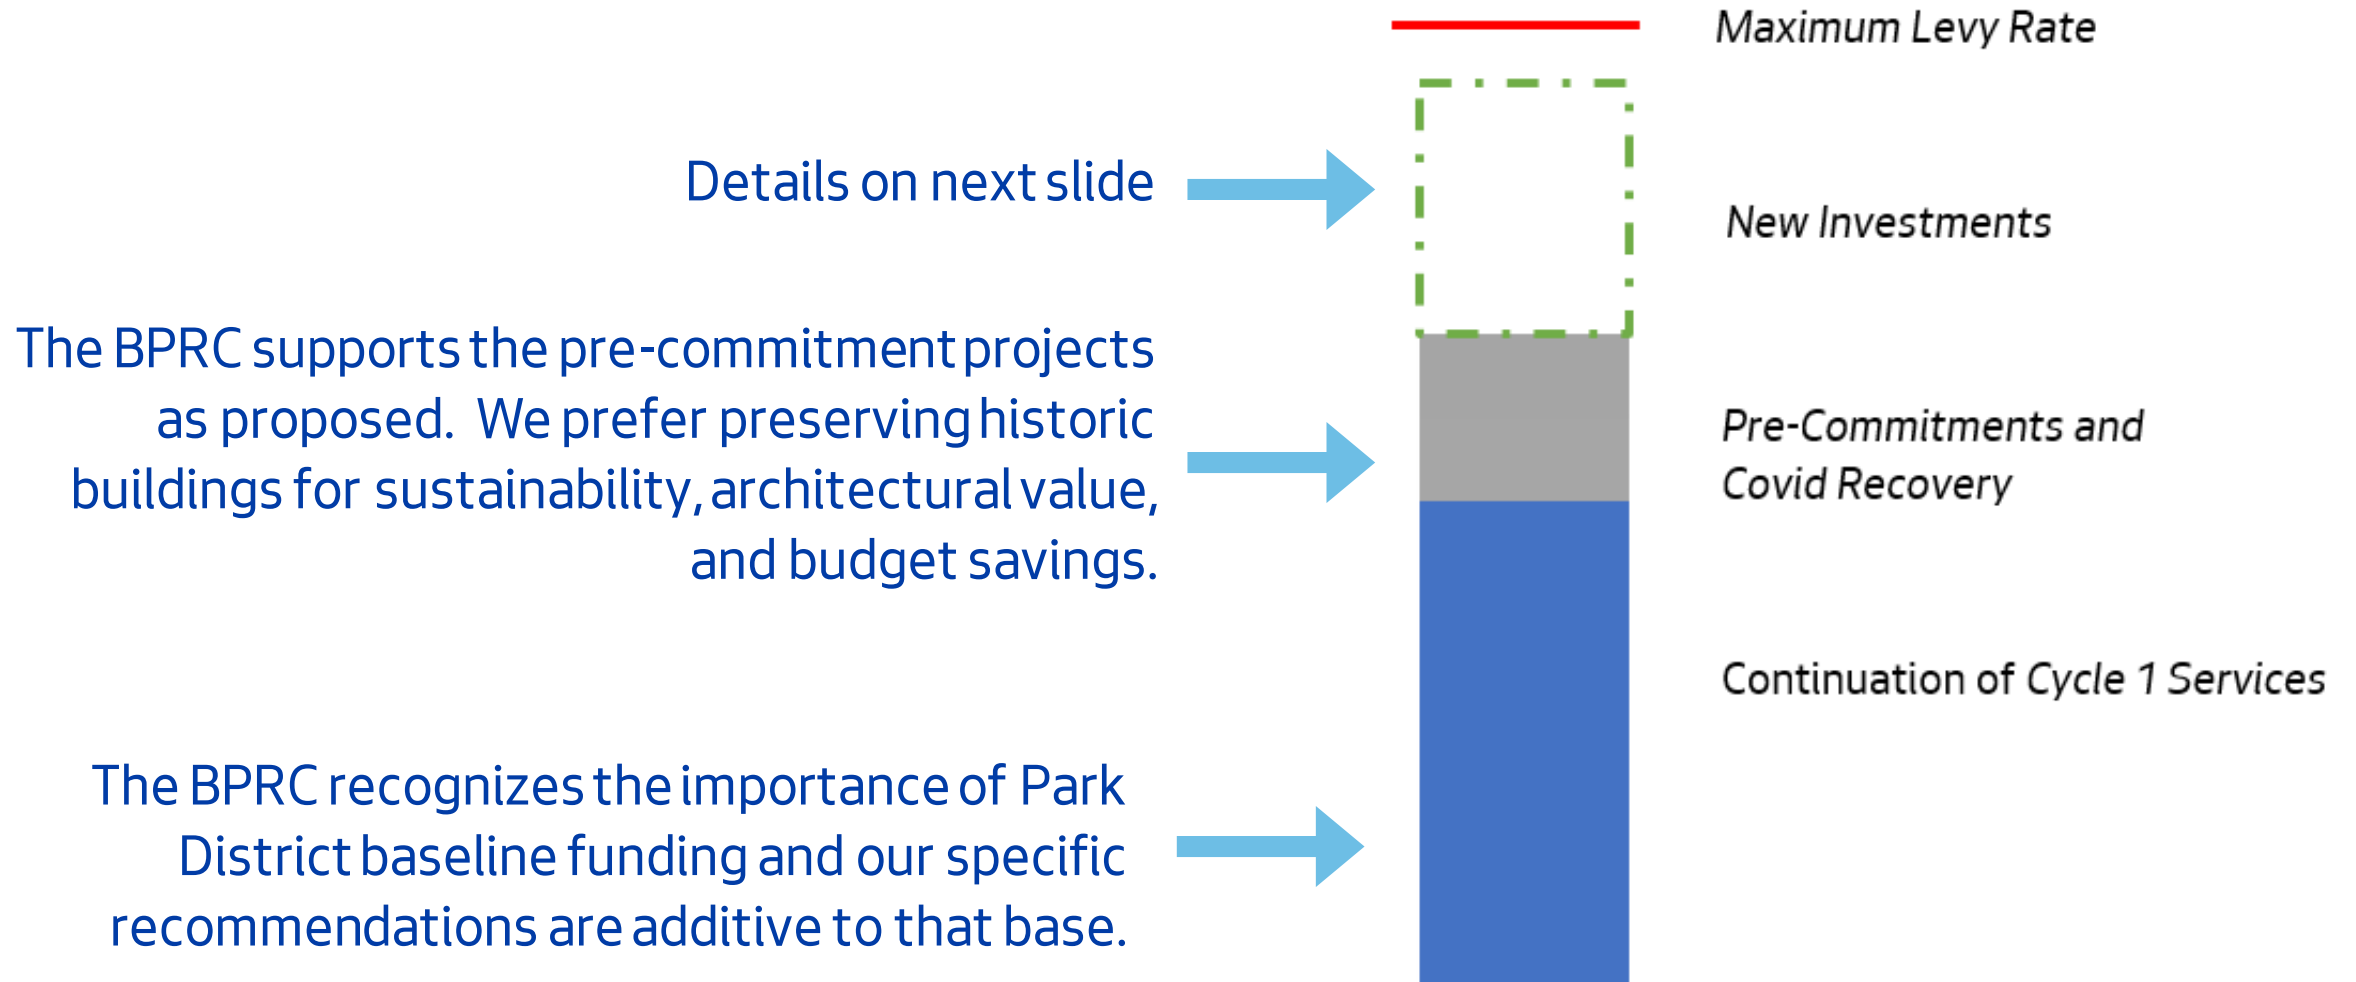 Maximum Levy Rate
Details on next slide
New Investments
The BPRC supports the pre-commitment projects
as proposed. We prefer preserving historic
buildings for sustainability, architectural value,
and budget savings.
Pre-Commitments and
Covid Recovery
Continuation of Cycle 1 Services
The BPRC recognizes the importance of Park
District baseline funding and our specific
recommendations are additive to that base.